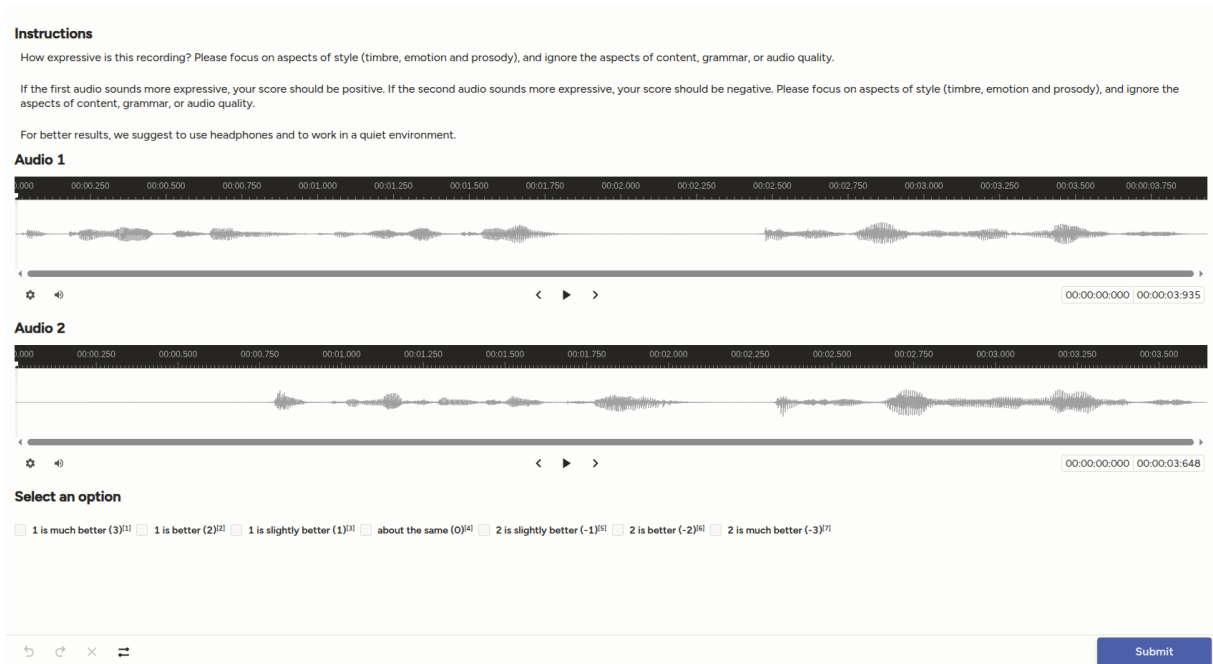 Instructions
How expressive is this recording? Please focus on aspects of style (timbre, emotion and prosody), and ignore the aspects of content, grammar, or audio quality.
If the first audio sounds more expressive, your score should be positive. If the second audio sounds more expressive, your score should be negative. Please focus on aspects of style (timbre, emotion and prosody), and ignore the
aspects of content, grammar, or audio quality.
For better results, we suggest to use headphones and to work in a quiet environment.
Audio 1
0.000 00:00.250 00:00.500 00:00.750 00:01.000 00:01.250 00:01.500 00:01.750 00:02.000 00:02.250 00:02.500 00:02.750 00:03.000 00:03.250 00:03.500 00:00:03.750
00:00:00:000 00:00:03:935
Audio 2
0.000 00:00.250 00:00.500 00:00.750 00:01.000 00:01.250 00:01.500 00:01.750 00:02.000 00:02.250 00:02.500 00:02.750 00:03.000 00:03.250 00:03.500
00:00:00:000 00:00:03:648
Select an option
1 is much better (3)[1] 1 is better (2)[2] 1 is slightly better (1)[3] about the same (0)[4] 2 is slightly better (-1)[5] 2 is better (-2)[6] 2 is much better (-3)[7]
Submit